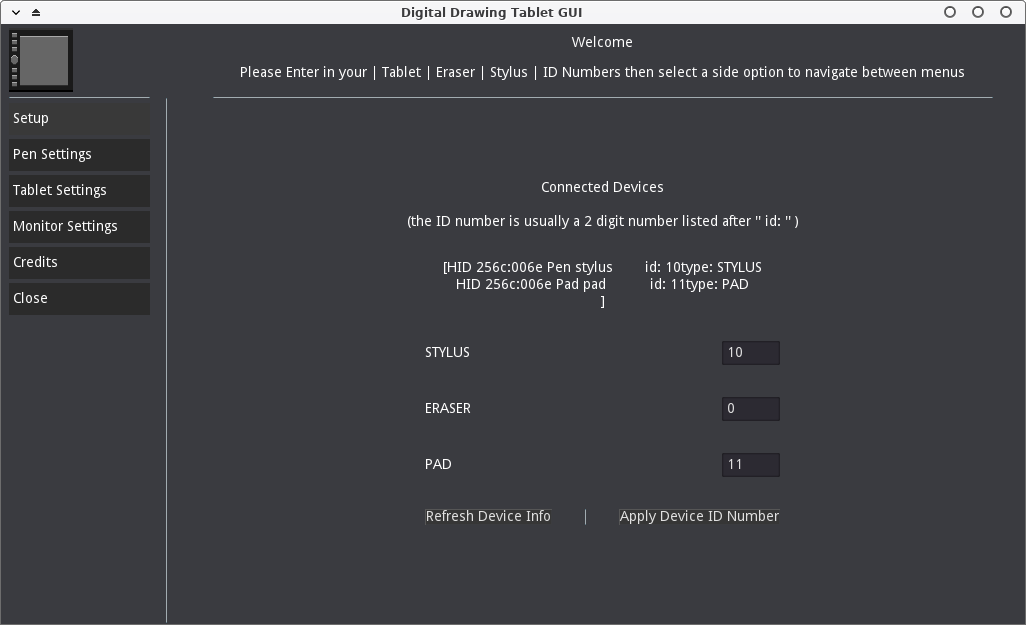 Digital Drawing Tablet GUI
Welcome
Please Enter in your | Tablet | Eraser | Stylus | ID Numbers then select a side option to navigate between menus
Setup
Pen Settings
Tablet Settings
Monitor Settings
Credits
Close
Connected Devices
(the ID number is usually a 2 digit number listed after " id: " )
[HID 256c:006e Pen stylus id: 10type: STYLUS
HID 256c:006e Pad pad id: 11type: PAD
]
STYLUS 10
ERASER 0
PAD 11
Refresh Device Info | Apply Device ID Number